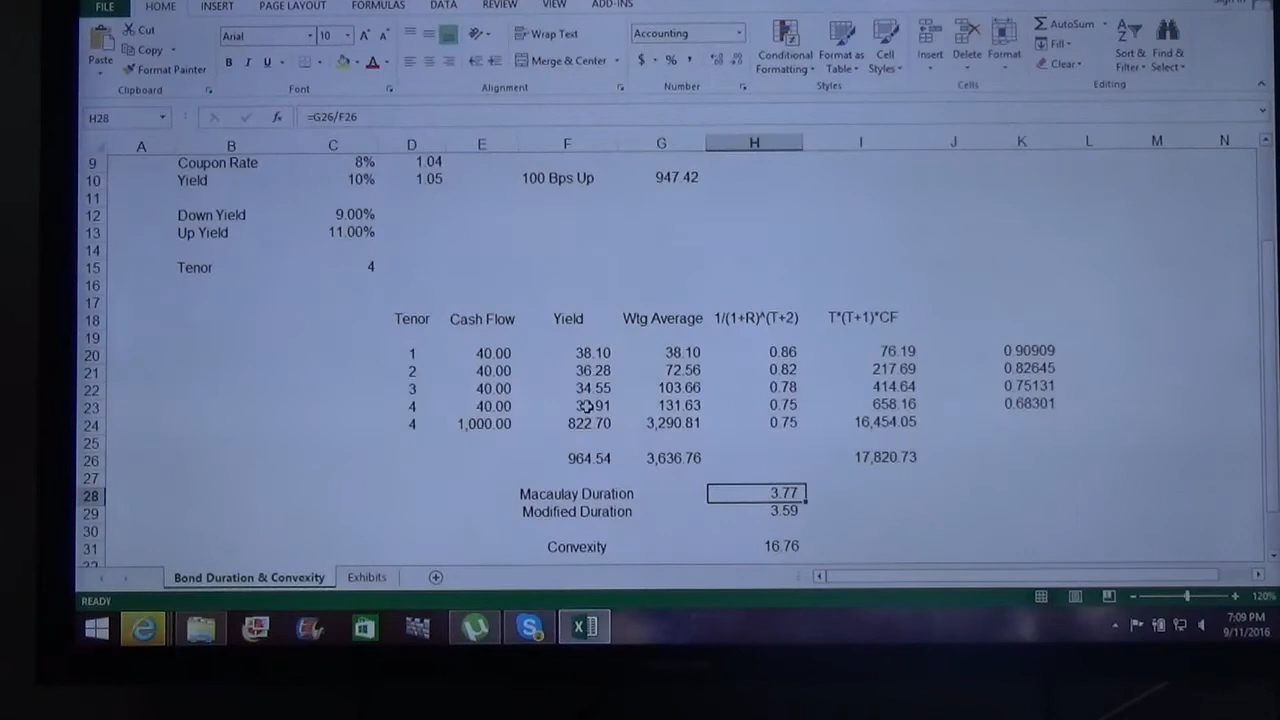 Sign in
FILE HOME INSERT PAGE LAYOUT FORMULAS DATA REVIEW VIEW ADD-INS
Paste Cut Copy Format Painter Clipboard
Arial 10 B I U Font
Wrap Text Merge & Center Alignment
Accounting $ % , Number
Conditional Formatting Format as Table Cell Styles Styles
Insert Delete Format Cells
AutoSum Fill Clear Sort & Filter Find & Select Editing
H28 fx =G26/F26
A B C D E F G H I J K L M N
9 Coupon Rate 8% 1.04
10 Yield 10% 1.05 100 Bps Up 947.42
11
12 Down Yield 9.00%
13 Up Yield 11.00%
14
15 Tenor 4
16
17
18 Tenor Cash Flow Yield Wtg Average 1/(1+R)^(T+2) T*(T+1)*CF
19
20 1 40.00 38.10 38.10 0.86 76.19 0.90909
21 2 40.00 36.28 72.56 0.82 217.69 0.82645
22 3 40.00 34.55 103.66 0.78 414.64 0.75131
23 4 40.00 131.63 0.75 658.16 0.68301
24 4 1,000.00 822.70 3,290.81 0.75 16,454.05
25
26 964.54 3,636.76 17,820.73
27
28 Macaulay Duration 3.77
29 Modified Duration 3.59
30
31 Convexity 16.76
32
Bond Duration & Convexity Exhibits
READY 120%
7:09 PM
9/11/2016